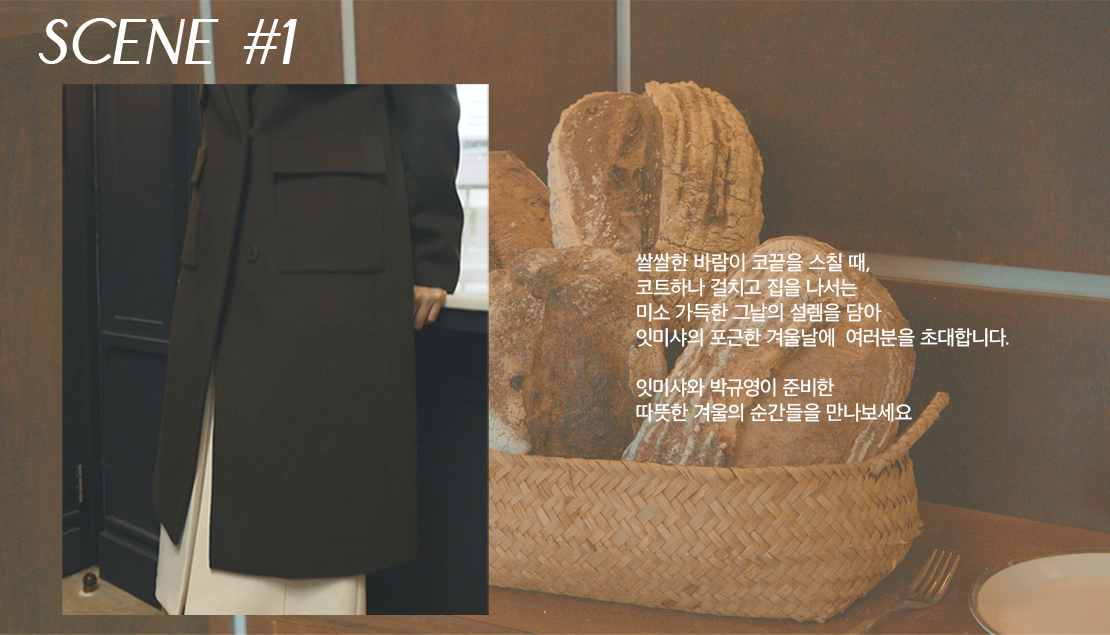 SCENE #1
쌀쌀한 바람이 코끝을 스칠 때,
코트하나 걸치고 집을 나서는
미소 가득한 그날의 설렘을 담아
잇미샤의 포근한 겨울날에 여러분을 초대합니다.
잇미샤와 박규영이 준비한
따뜻한 겨울의 순간들을 만나보세요